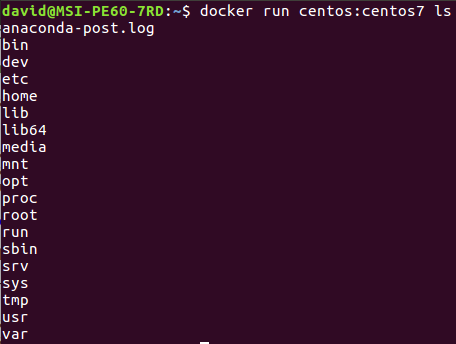 david@MSI-PE60-7RD:~$ docker run centos:centos7 ls
anaconda-post.log
bin
dev
etc
home
lib
lib64
media
mnt
opt
proc
root
run
sbin
srv
sys
tmp
usr
var